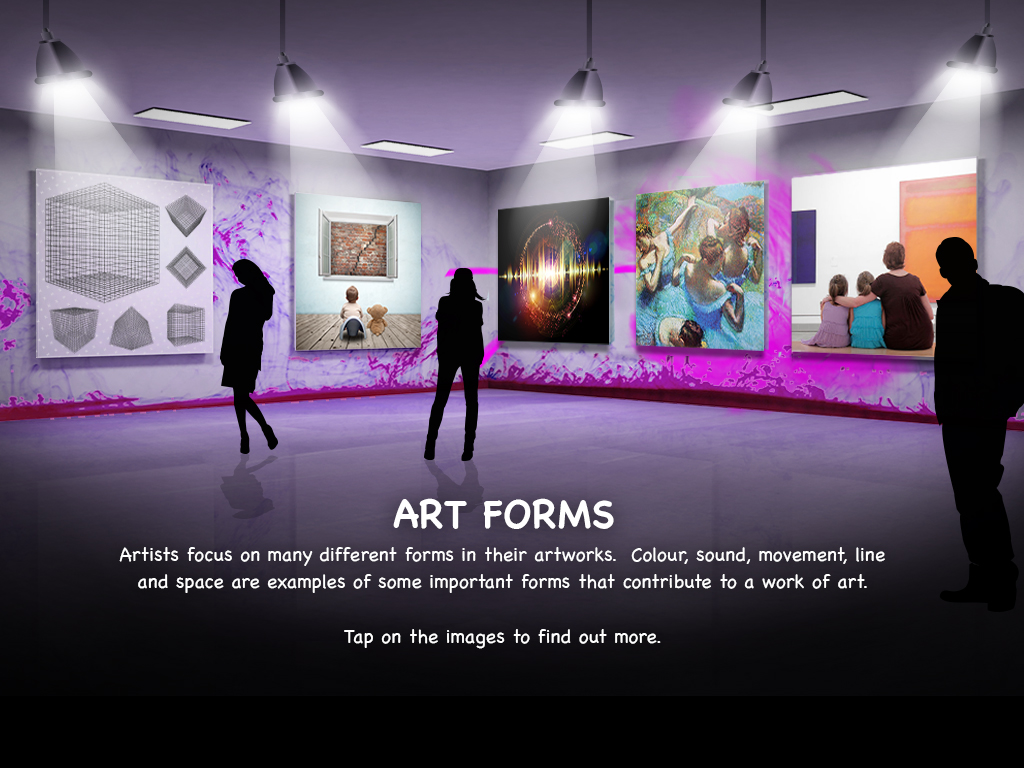 ART FORMS
Artists focus on many different forms in their artworks.  Colour, sound, movement, line
and space are examples of some important forms that contribute to a work of art.
Tap on the images to find out more.